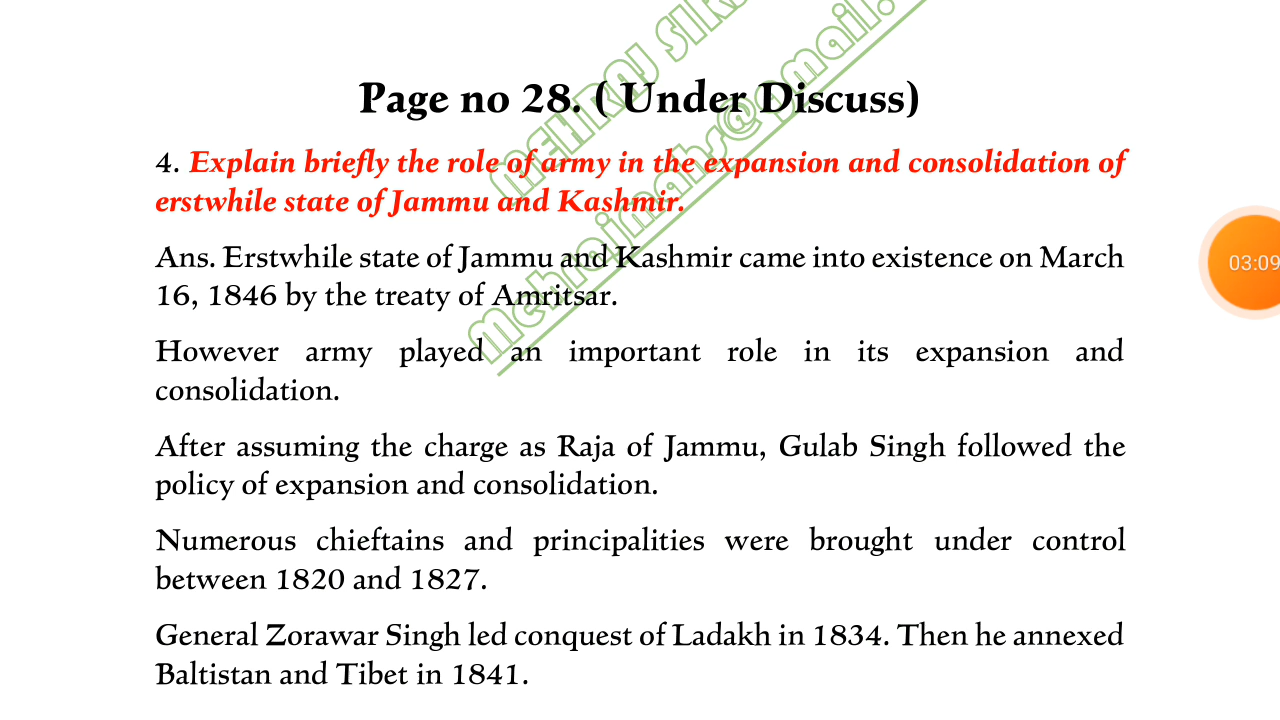 Page no 28. ( Under Discuss)
4. Explain briefly the role of army in the expansion and consolidation of
erstwhile state of Jammu and Kashmir.
Ans. Erstwhile state of Jammu and Kashmir came into existence on March
16, 1846 by the treaty of Amritsar.
However army played an important role in its expansion and
consolidation.
After assuming the charge as Raja of Jammu, Gulab Singh followed the
policy of expansion and consolidation.
Numerous chieftains and principalities were brought under control
between 1820 and 1827.
General Zorawar Singh led conquest of Ladakh in 1834. Then he annexed
Baltistan and Tibet in 1841.
MEHRAJ
03:09